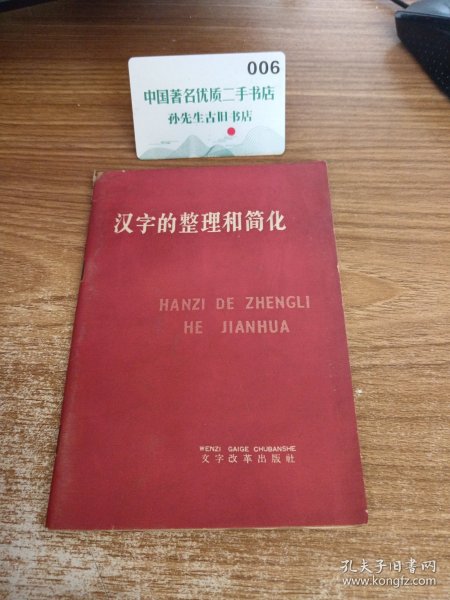 006
中国著名优质二手书店
孙先生古旧书店
汉字的整理和简化
HANZI DE ZHENGLI
HE JIANHUA
WENZI GAIGE CHUBANSHE
文字改革出版社
孔夫子旧书网
www.kongfz.com